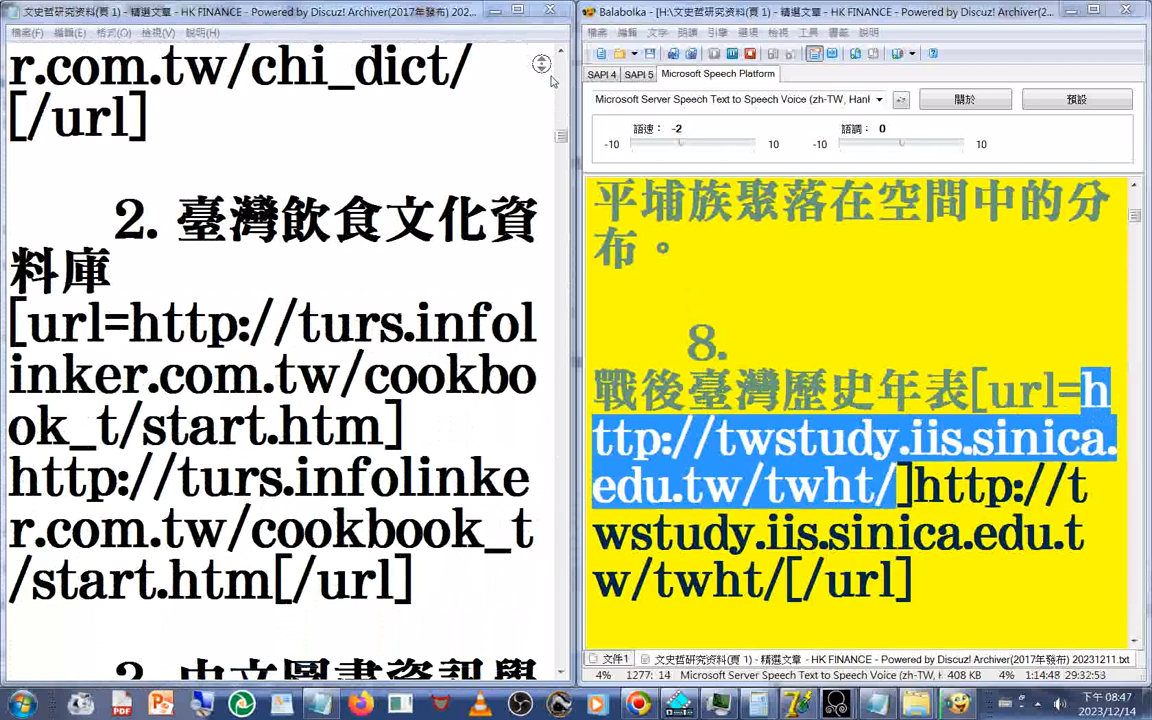 文史哲研究资料(頁 1) - 精選文章 - HK FINANCE - Powered by Discuz! Archiver(2017年發布) 202...
檔案(F) 編輯(E) 格式(O) 檢視(V) 說明(H)
r.com.tw/chi_dict/
[/url]
2. 臺灣飲食文化資
料庫
[url=http://turs.infol
inker.com.tw/cookbo
ok_t/start.htm]
http://turs.infolinke
r.com.tw/cookbook_t
/start.htm[/url]
Balabolka - [H:\文史哲研究资料(頁 1) - 精選文章 - HK FINANCE - Powered by Discuz! Archiver(2...
檔案 編輯 文字 朗讀 引擎 選項 檢視 工具 書籤 說明
SAPI 4 SAPI 5 Microsoft Speech Platform
Microsoft Server Speech Text to Speech Voice (zh-TW, Hanl
關於 預設
語速： -2 語調： 0
-10 10 -10 10
平埔族聚落在空間中的分
布。
8.
戰後臺灣歷史年表[url=h
ttp://twstudy.iis.sinica.
edu.tw/twht/]http://t
wstudy.iis.sinica.edu.t
w/twht/[/url]
文件1 文史哲研究资料(頁 1) - 精選文章 - HK FINANCE - Powered by Discuz! Archiver(2017年發布) 20231211.txt
4% 1277: 14 Microsoft Server Speech Text to Speech Voice (zh-TW, 408 KB 4% 1:14:48 29:32:53
下午 08:47
2023/12/14